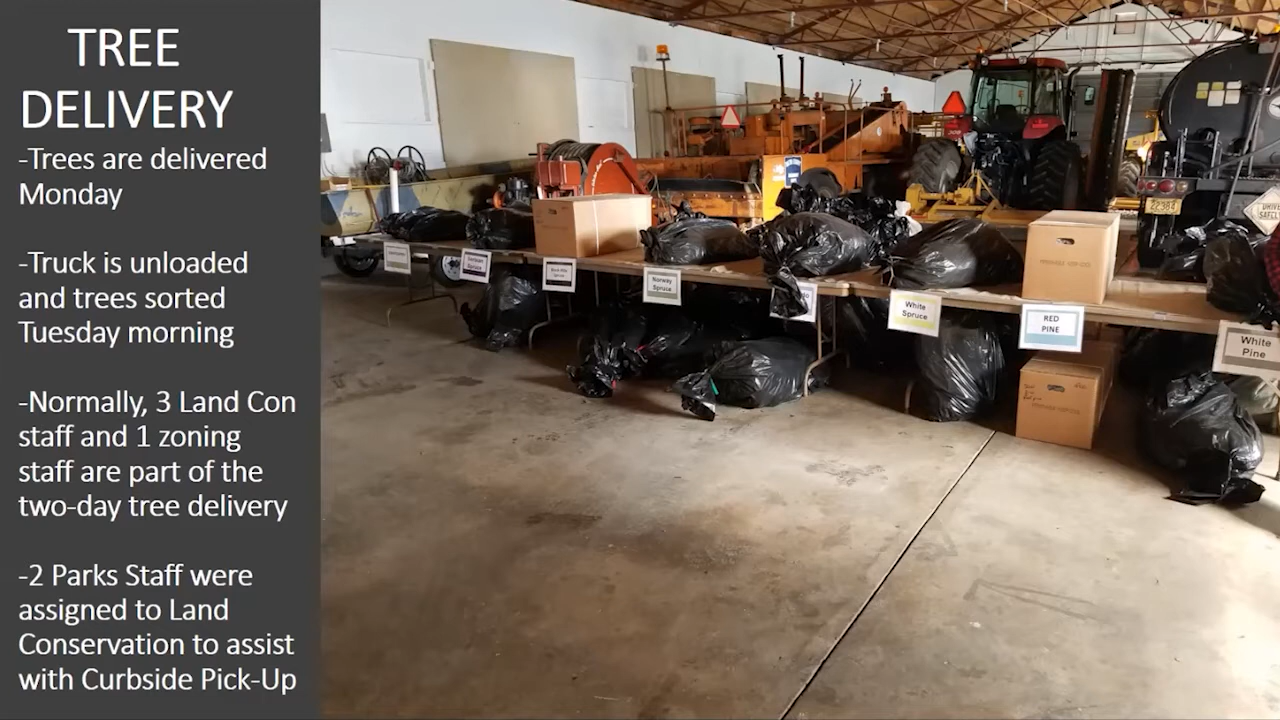 TREE
DELIVERY
-Trees are delivered
Monday
-Truck is unloaded
and trees sorted
Tuesday morning
-Normally, 3 Land Con
staff and 1 zoning
staff are part of the
two-day tree delivery
-2 Parks Staff were
assigned to Land
Conservation to assist
with Curbside Pick-Up
Norway
Spruce
White
Spruce
RED
PINE
White
Pine